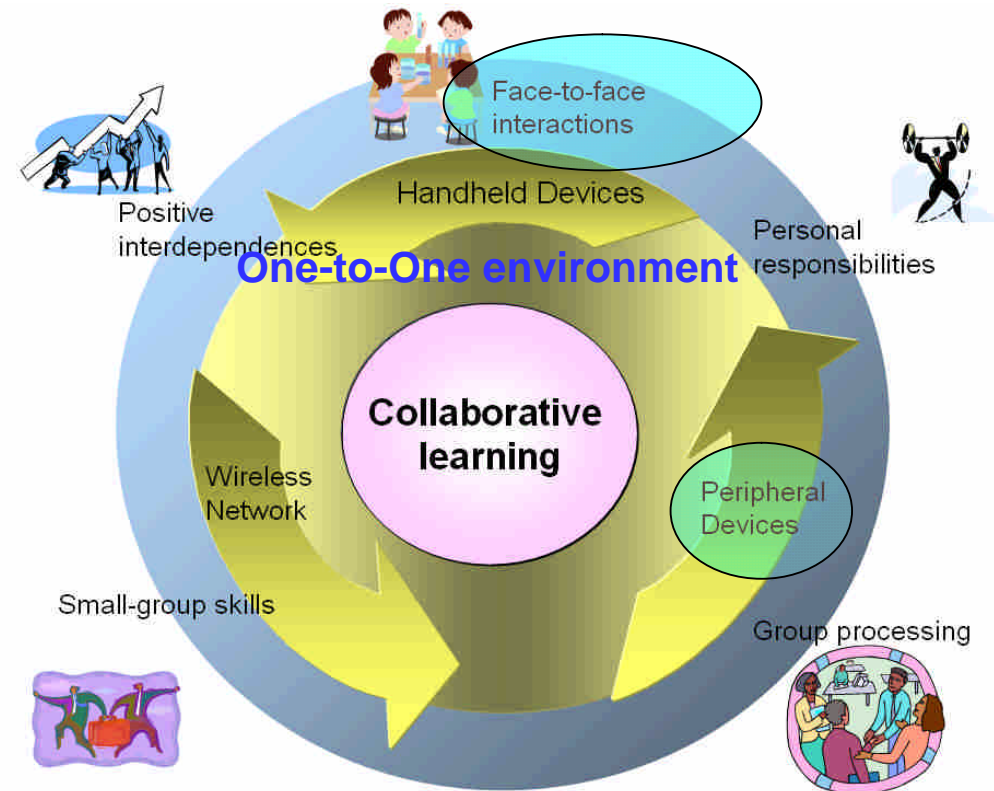 Face-to-face
interactions
Handheld Devices
Positive
interdependences
Personal
responsibilities
One-to-One environment
Collaborative
learning
Wireless
Network
Peripheral
Devices
Small-group skills
Group processing